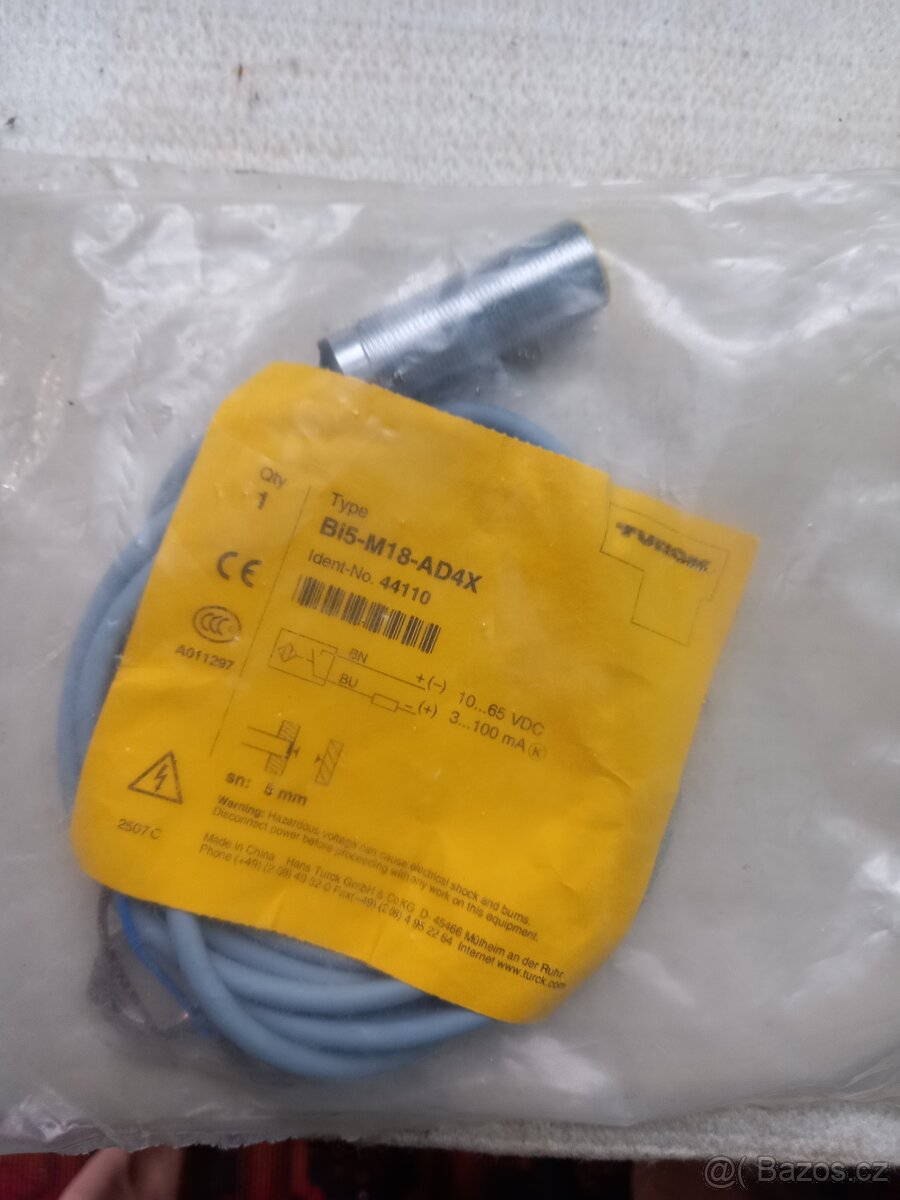 Qty
1
CE
CCC
A011297
2507 C
Type
Bi5-M18-AD4X
Ident-No. 44110
TURCK
BN
BU
+ (−) 10...65 VDC
(+) 3...100 mA K
sn: 5 mm
Warning: Hazardous voltage can cause electrical shock and burns.
Disconnect power before proceeding with any work on this equipment.
Made in China Hans Turck GmbH & Co KG D- 45466 Mülheim an der Ruhr
Phone (+49) (2 08) 49 52-0 Fax(+49) (2 08) 4 95 22 64 Internet www.turck.com
@( Bazos.cz